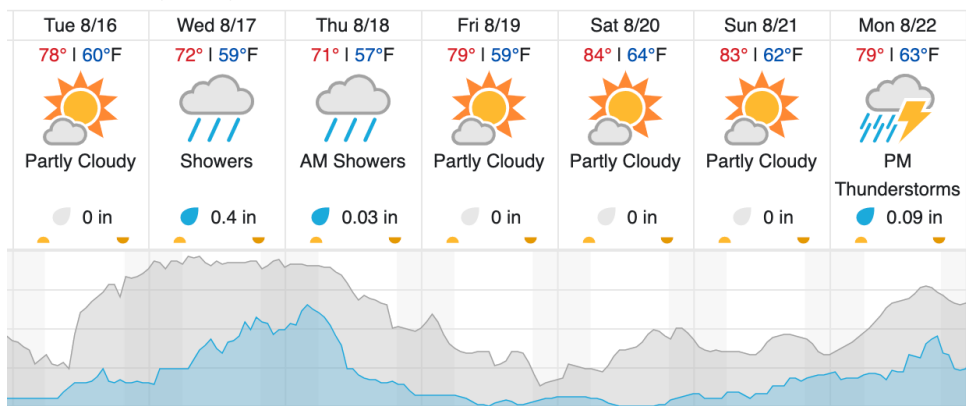 Tue 8/16 Wed 8/17 Thu 8/18 Fri 8/19 Sat 8/20 Sun 8/21 Mon 8/22
78° | 60°F 72° | 59°F 71° | 57°F 79° | 59°F 84° | 64°F 83° | 62°F 79° | 63°F
Partly Cloudy Showers AM Showers Partly Cloudy Partly Cloudy Partly Cloudy PM
Thunderstorms
0 in 0.4 in 0.03 in 0 in 0 in 0 in 0.09 in